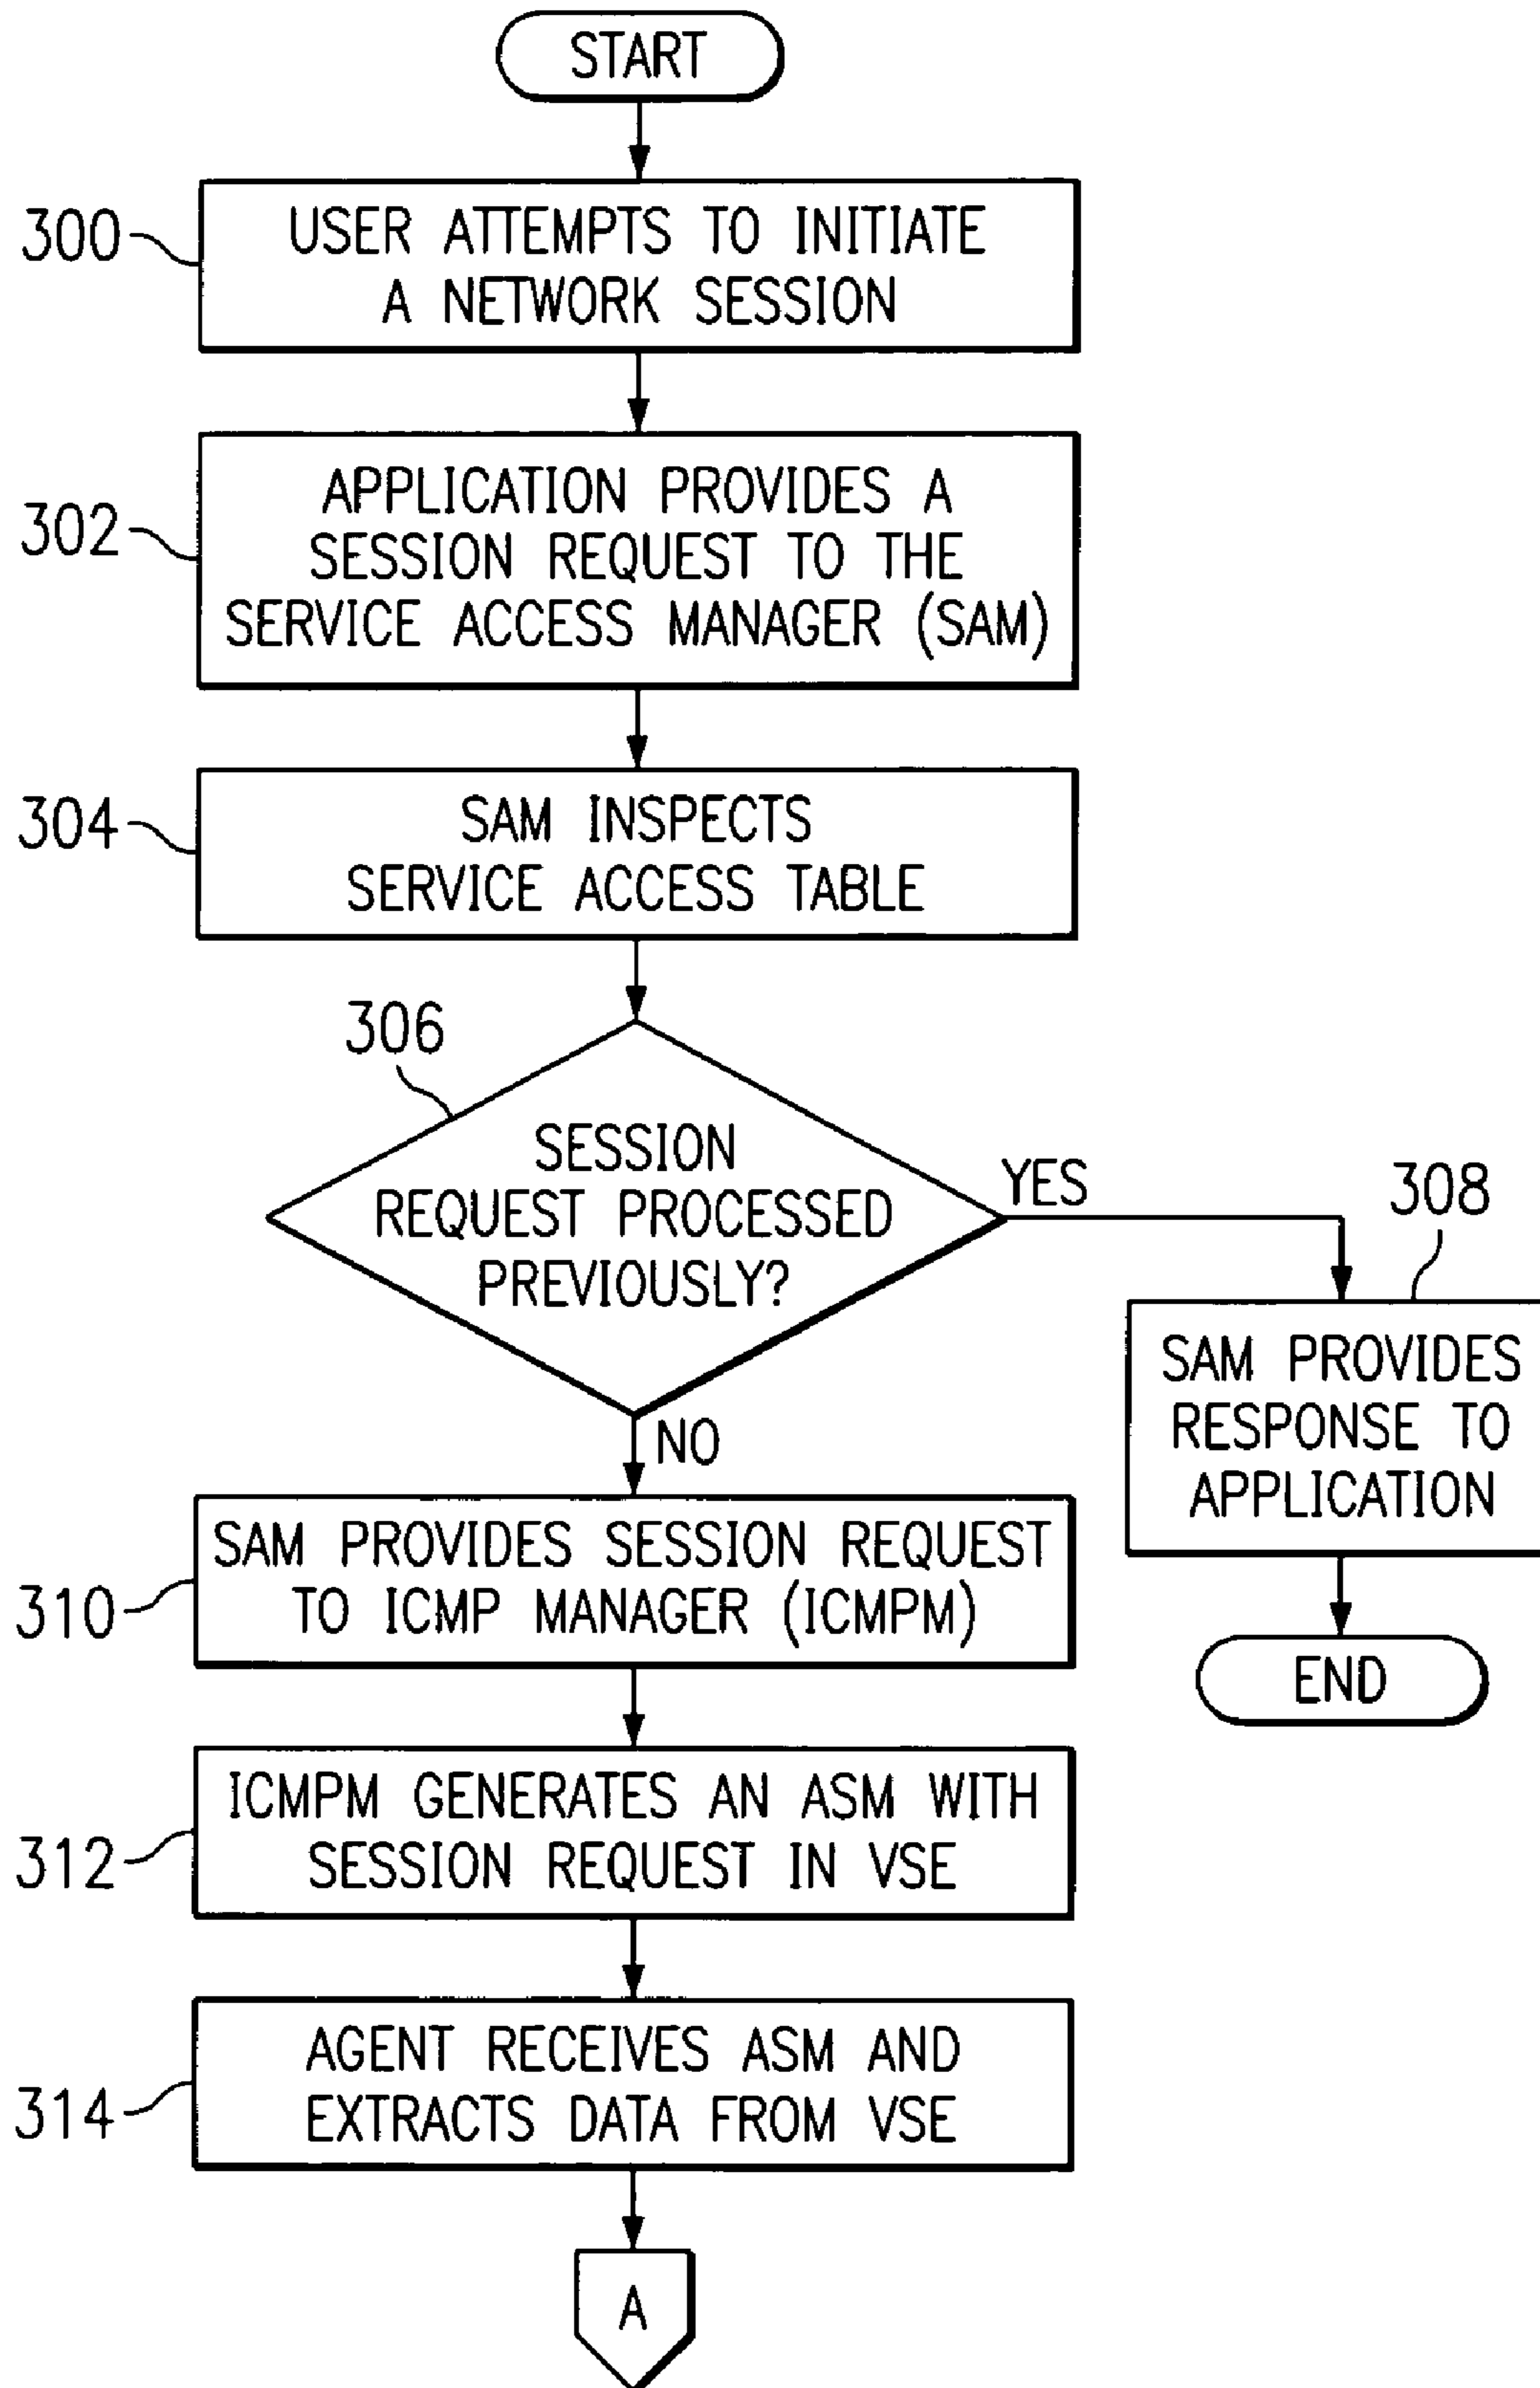 START
300
USER ATTEMPTS TO INITIATE
A NETWORK SESSION
302
APPLICATION PROVIDES A
SESSION REQUEST TO THE
SERVICE ACCESS MANAGER (SAM)
304
SAM INSPECTS
SERVICE ACCESS TABLE
306
SESSION
REQUEST PROCESSED
PREVIOUSLY?
YES
308
SAM PROVIDES
RESPONSE TO
APPLICATION
END
NO
310
SAM PROVIDES SESSION REQUEST
TO ICMP MANAGER (ICMPM)
312
ICMPM GENERATES AN ASM WITH
SESSION REQUEST IN VSE
314
AGENT RECEIVES ASM AND
EXTRACTS DATA FROM VSE
A